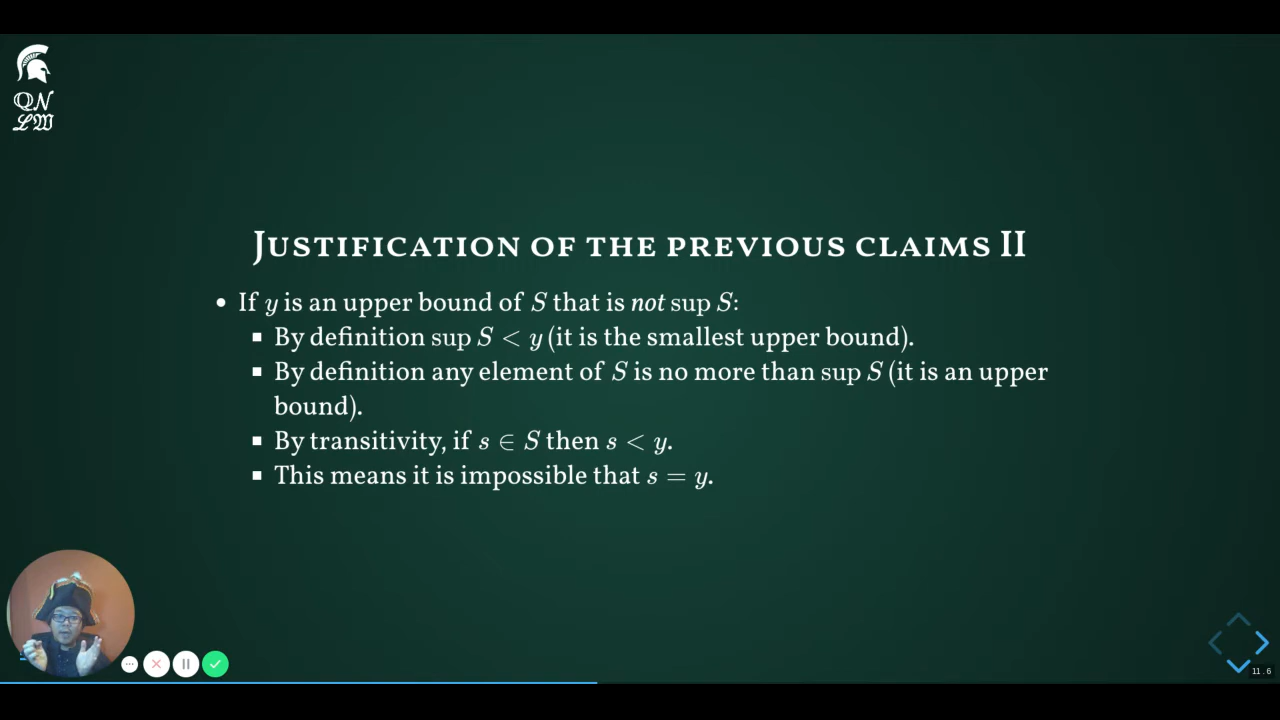 QN
LW
Justification of the previous claims II
• If y is an upper bound of S that is not sup S:
▪ By definition sup S < y (it is the smallest upper bound).
▪ By definition any element of S is no more than sup S (it is an upper
bound).
▪ By transitivity, if s ∈ S then s < y.
▪ This means it is impossible that s = y.
11.6